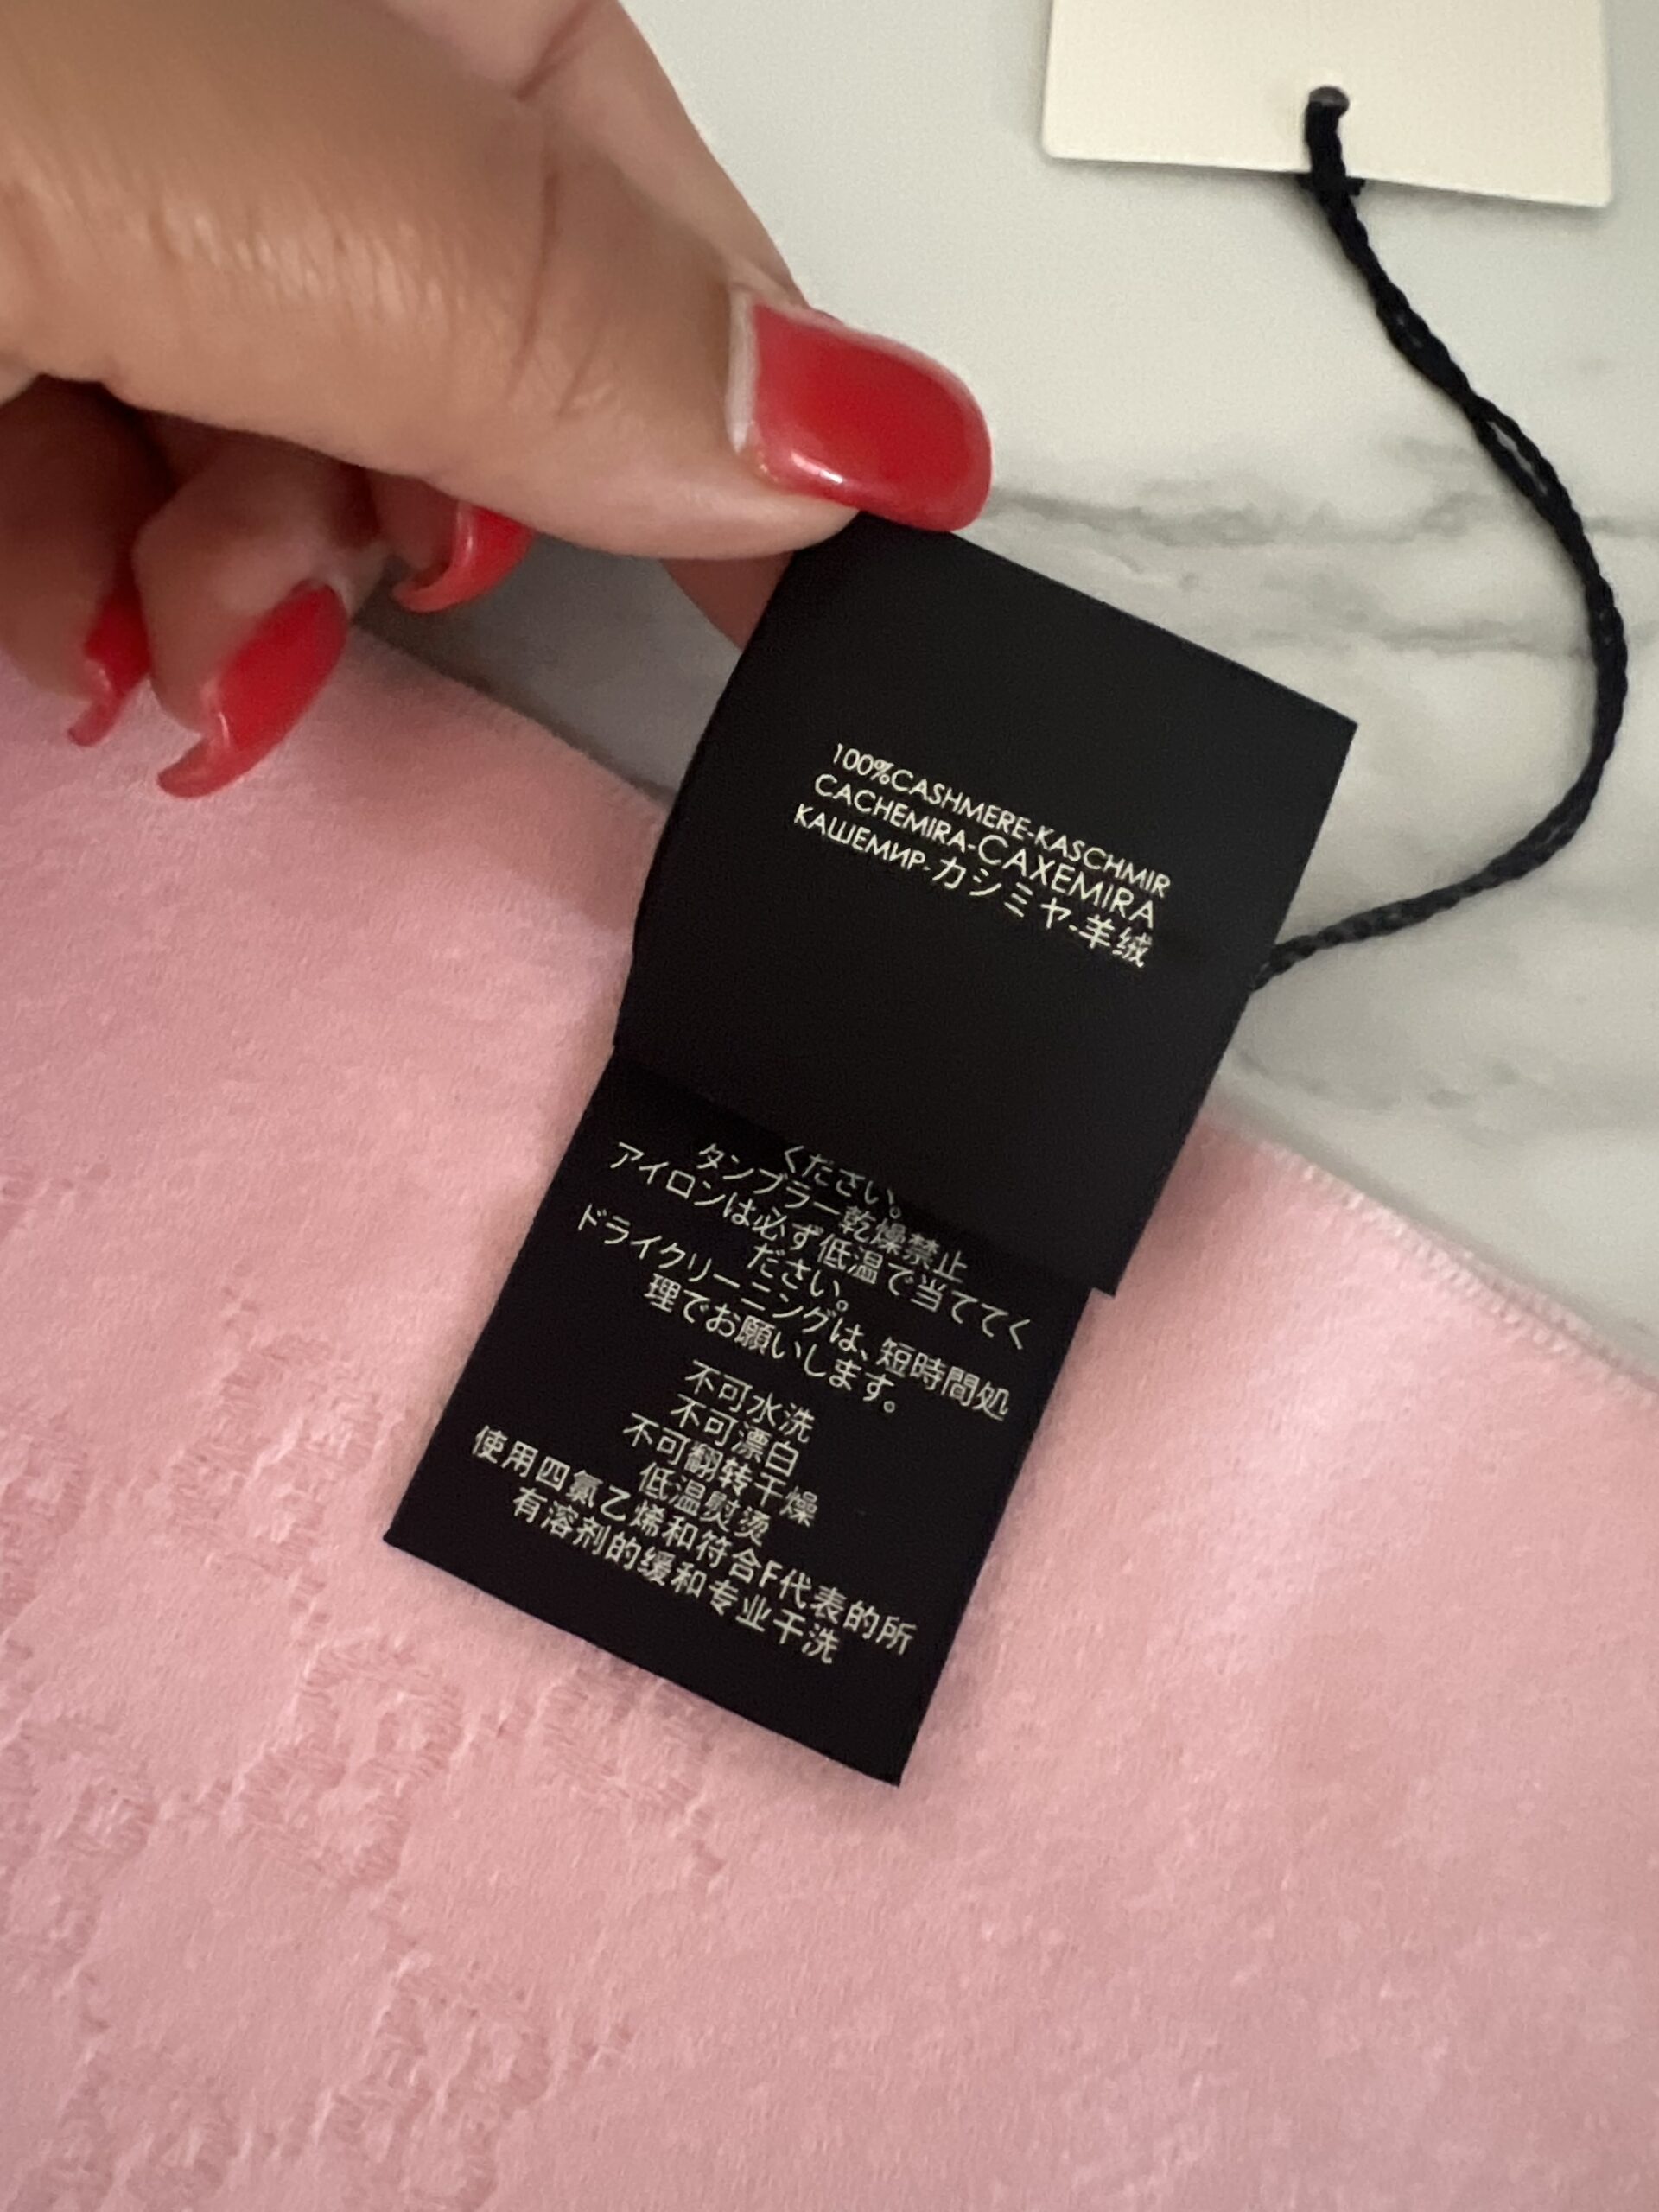 100%CASHMERE-KASCHMIR
CACHEMIRA-CAXEMIRA
КАШЕМИР-カシミヤ-羊绒
ください。
タンブラー乾燥禁止
アイロンは必ず低温で当ててく
ださい。
ドライクリーニングは、短時間処
理でお願いします。
不可水洗
不可漂白
不可翻转干燥
低温熨烫
使用四氯乙烯和符合F代表的所
有溶剂的缓和专业干洗